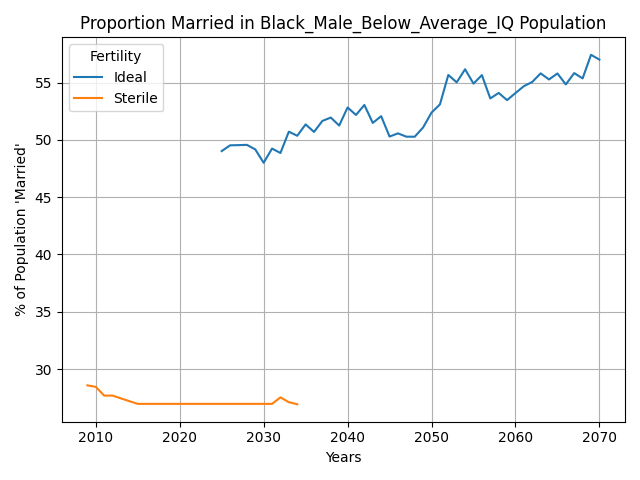 Proportion Married in Black_Male_Below_Average_IQ Population
Fertility
Ideal
Sterile
% of Population 'Married'
55
50
45
40
35
30
2010 2020 2030 2040 2050 2060 2070
Years